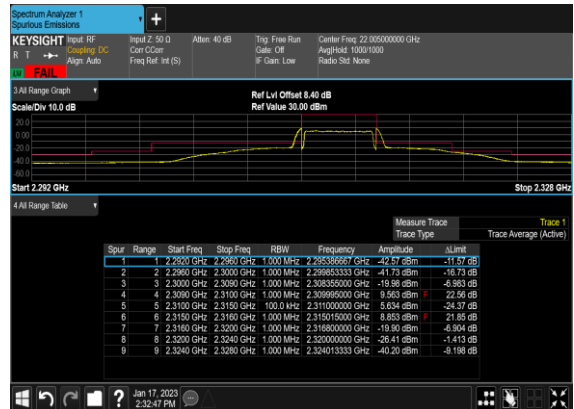 Spectrum Analyzer 1
Spurious Emissions
KEYSIGHT Input: RF Input Z: 50 Ω Atten: 40 dB Trig: Free Run Center Freq: 22.005000000 GHz
R T Coupling: DC Corr CCorr Gate: Off Avg|Hold: 1000/1000
Align: Auto Freq Ref: Int (S) IF Gain: Low Radio Std: None
FAIL
3 All Range Graph
Ref Lvl Offset 8.40 dB
Scale/Div 10.0 dB Ref Value 30.00 dBm
20.0
0.00
-20.0
-40.0
-60.0
Start 2.292 GHz Stop 2.328 GHz
4 All Range Table
Measure Trace Trace 1
Trace Type Trace Average (Active)
Spur Range Start Freq Stop Freq RBW Frequency Amplitude ΔLimit
1 1 2.2920 GHz 2.2960 GHz 1.000 MHz 2.295386667 GHz -42.57 dBm -11.57 dB
2 2 2.2960 GHz 2.3000 GHz 1.000 MHz 2.299853333 GHz -41.73 dBm -16.73 dB
3 3 2.3000 GHz 2.3090 GHz 1.000 MHz 2.308355000 GHz -19.98 dBm -6.983 dB
4 4 2.3090 GHz 2.3100 GHz 1.000 MHz 2.309995000 GHz 9.563 dBm F 22.56 dB
5 5 2.3100 GHz 2.3150 GHz 100.0 kHz 2.311000000 GHz 5.634 dBm -24.37 dB
6 6 2.3150 GHz 2.3160 GHz 1.000 MHz 2.315015000 GHz 8.853 dBm F 21.85 dB
7 7 2.3160 GHz 2.3200 GHz 1.000 MHz 2.316800000 GHz -19.90 dBm -6.904 dB
8 8 2.3200 GHz 2.3240 GHz 1.000 MHz 2.320000000 GHz -26.41 dBm -1.413 dB
9 9 2.3240 GHz 2.3280 GHz 1.000 MHz 2.324013333 GHz -40.20 dBm -9.198 dB
Jan 17, 2023
2:32:47 PM